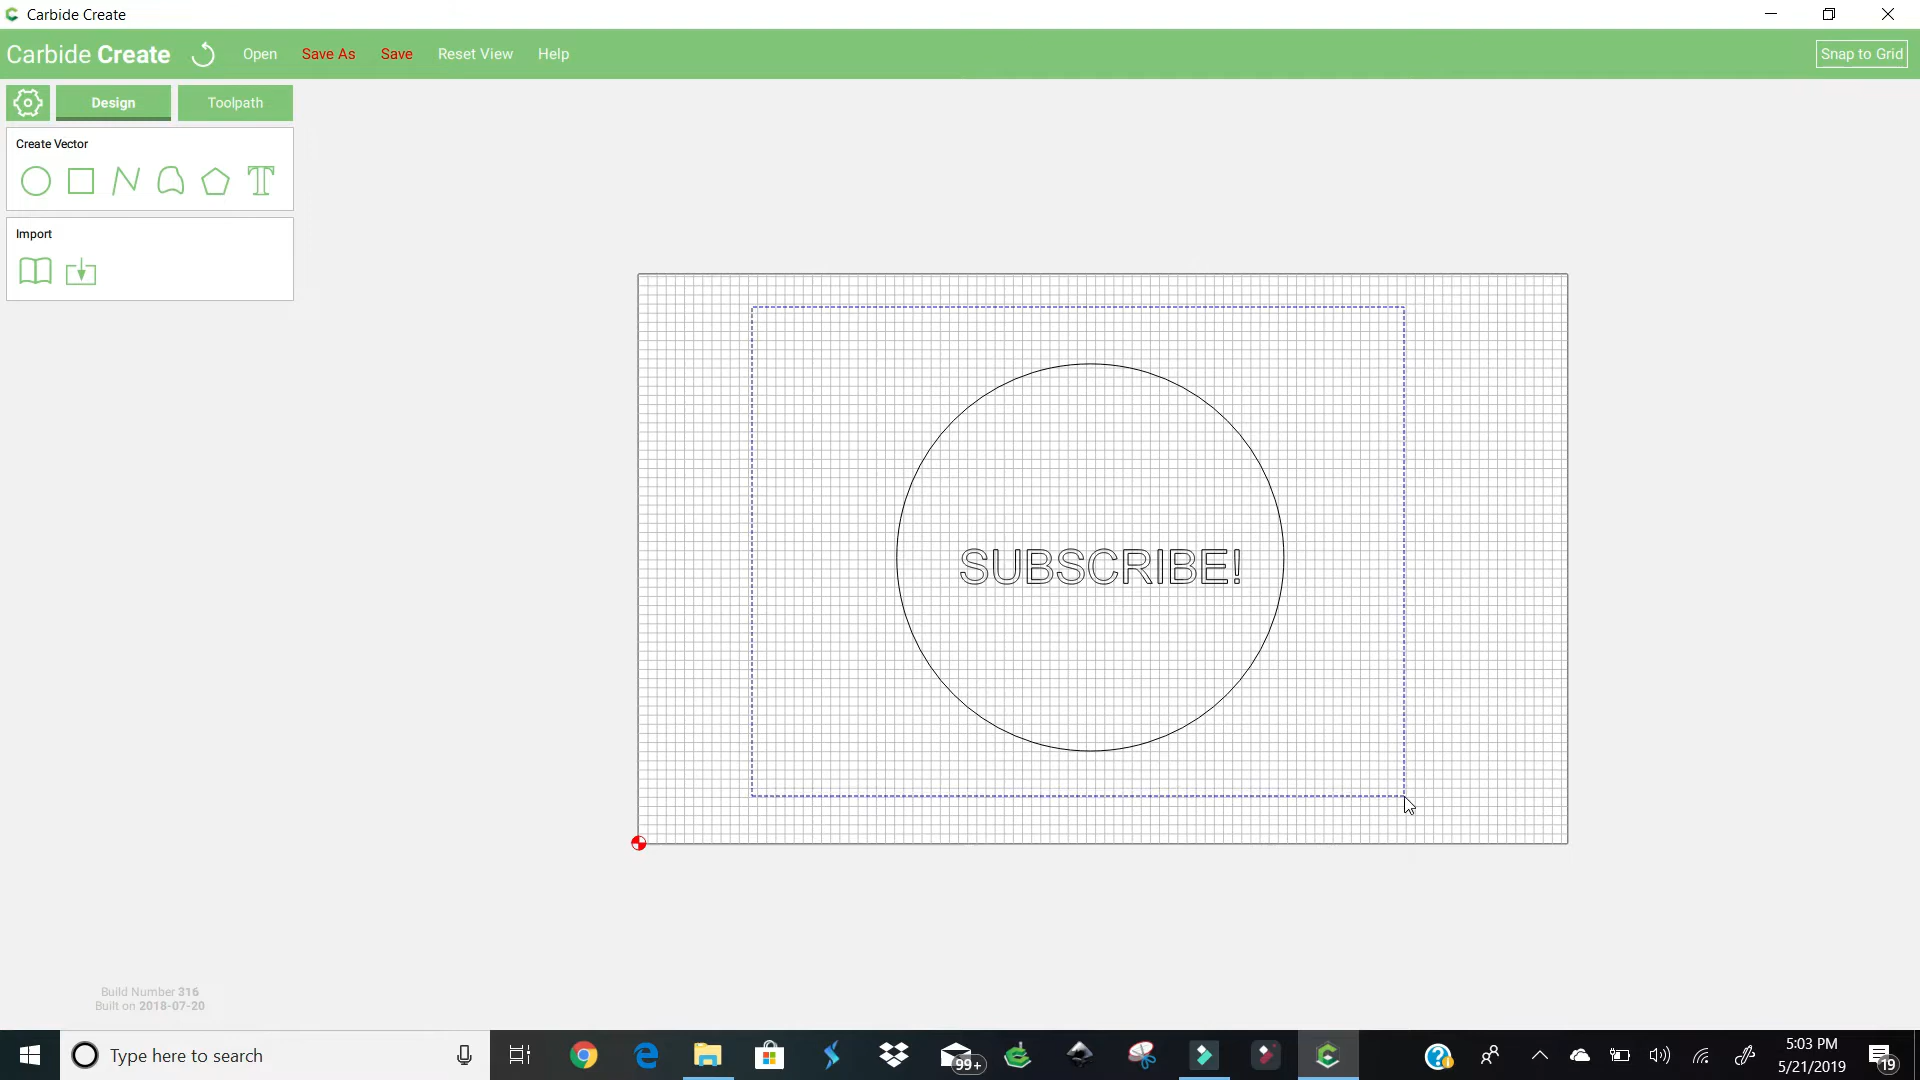 Carbide Create
Carbide Create Open Save As Save Reset View Help Snap to Grid
Design Toolpath
Create Vector
T
Import
SUBSCRIBE!
Build Number 316
Built on 2018-07-20
Type here to search
99+
5:03 PM
5/21/2019
19